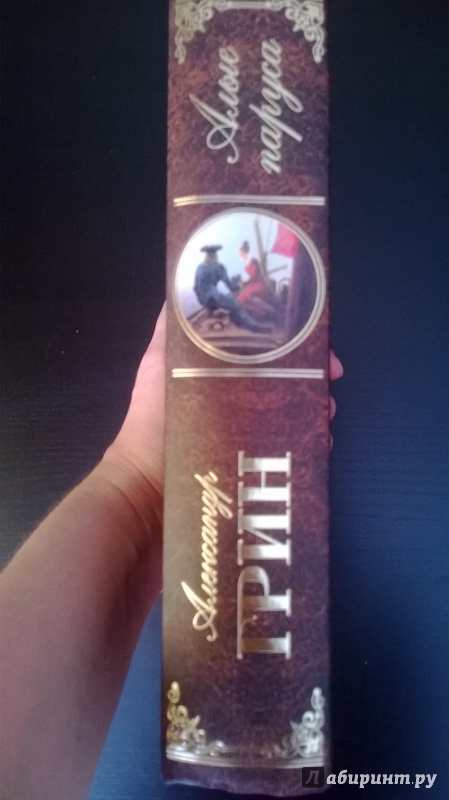 Александр
ГРИН
Алые
паруса
Лабиринт.ру